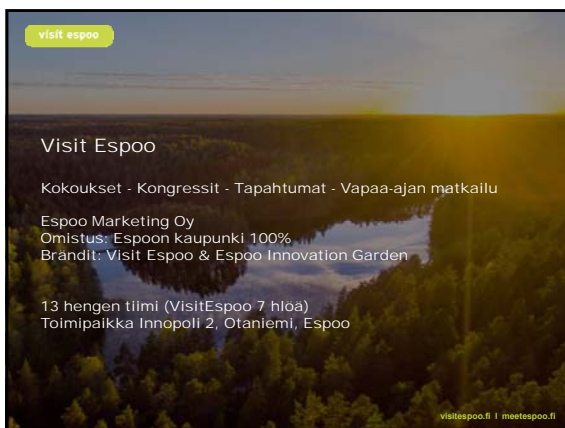 visit espoo
Visit Espoo
Kokoukset - Kongressit - Tapahtumat - Vapaa-ajan matkailu
Espoo Marketing Oy
Omistus: Espoon kaupunki 100%
Brändit: Visit Espoo & Espoo Innovation Garden
13 hengen tiimi (VisitEspoo 7 hlöä)
Toimipaikka Innopoli 2, Otaniemi, Espoo
visitespoo.fi I meetespoo.fi